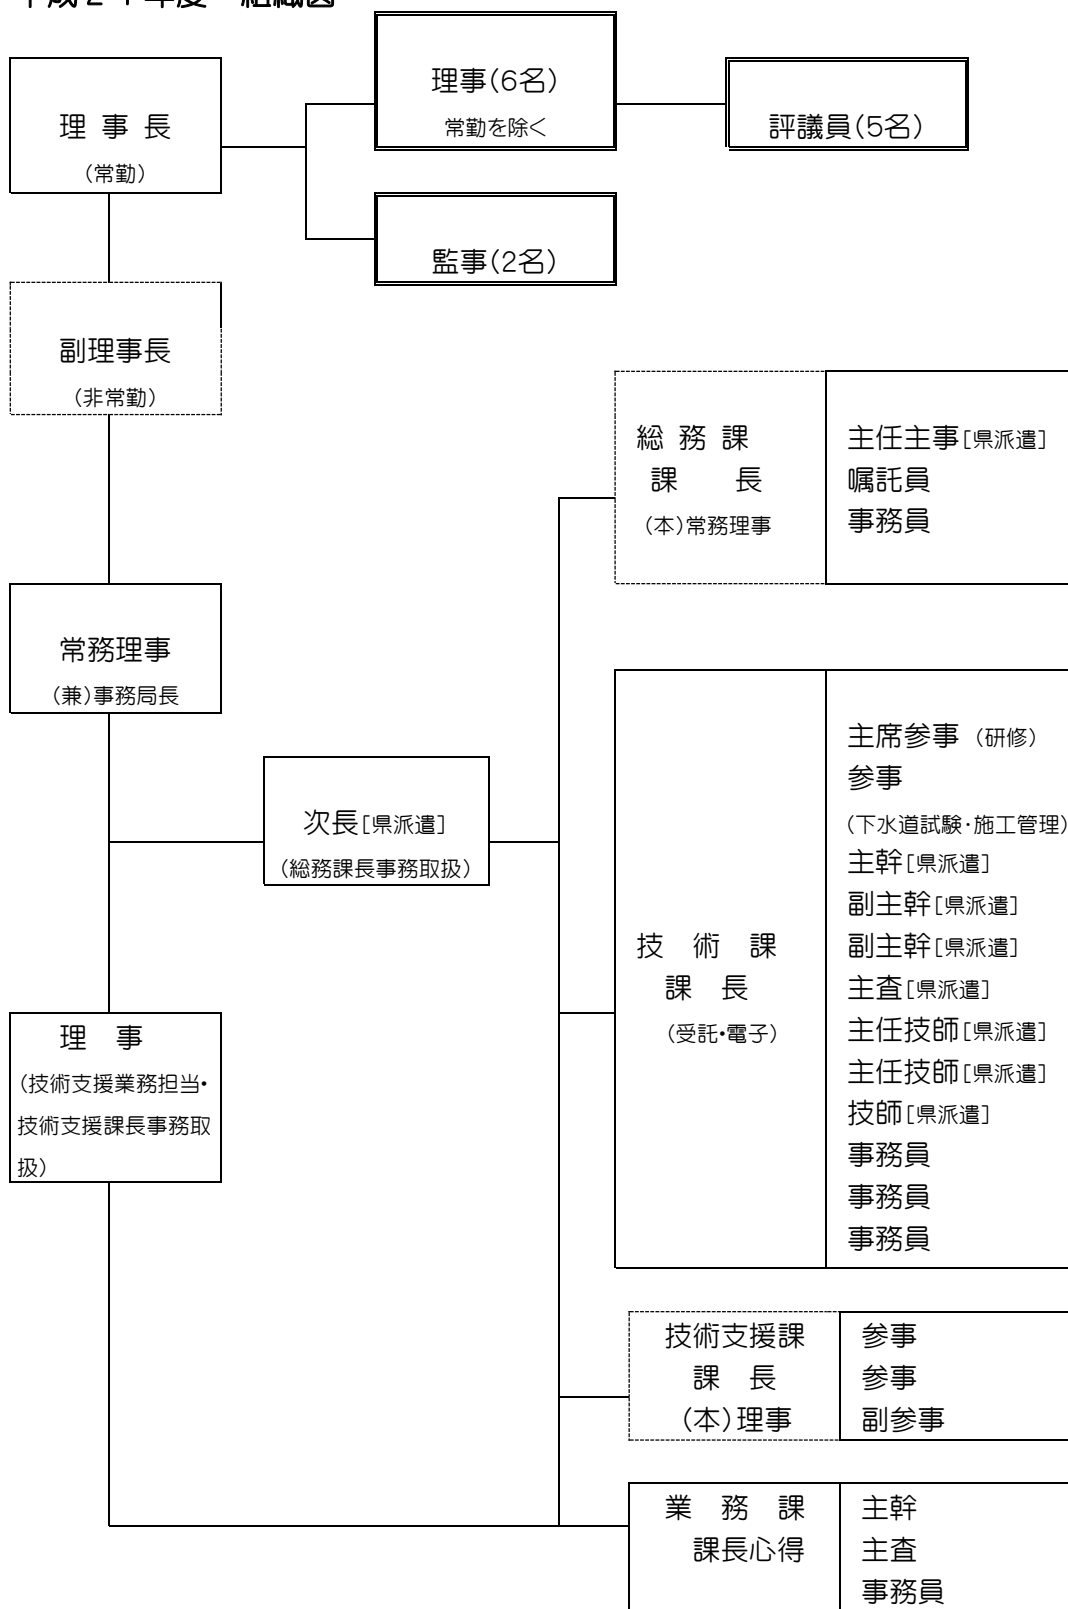 理事(6名)
常勤を除く
評議員(5名)
理 事 長
(常勤)
監事(2名)
副理事長
(非常勤)
総 務 課
課　　長
(本)常務理事
主任主事[県派遣]
嘱託員
事務員
常務理事
(兼)事務局長
次長[県派遣]
(総務課長事務取扱)
技　術　課
課　長
(受託・電子)
主席参事 (研修)
参事
(下水道試験・施工管理)
主幹[県派遣]
副主幹[県派遣]
副主幹[県派遣]
主査[県派遣]
主任技師[県派遣]
主任技師[県派遣]
技師[県派遣]
事務員
事務員
事務員
理　事
(技術支援業務担当・
技術支援課長事務取
扱)
技術支援課
課　長
(本)理事
参事
参事
副参事
業　務　課
課長心得
主幹
主査
事務員